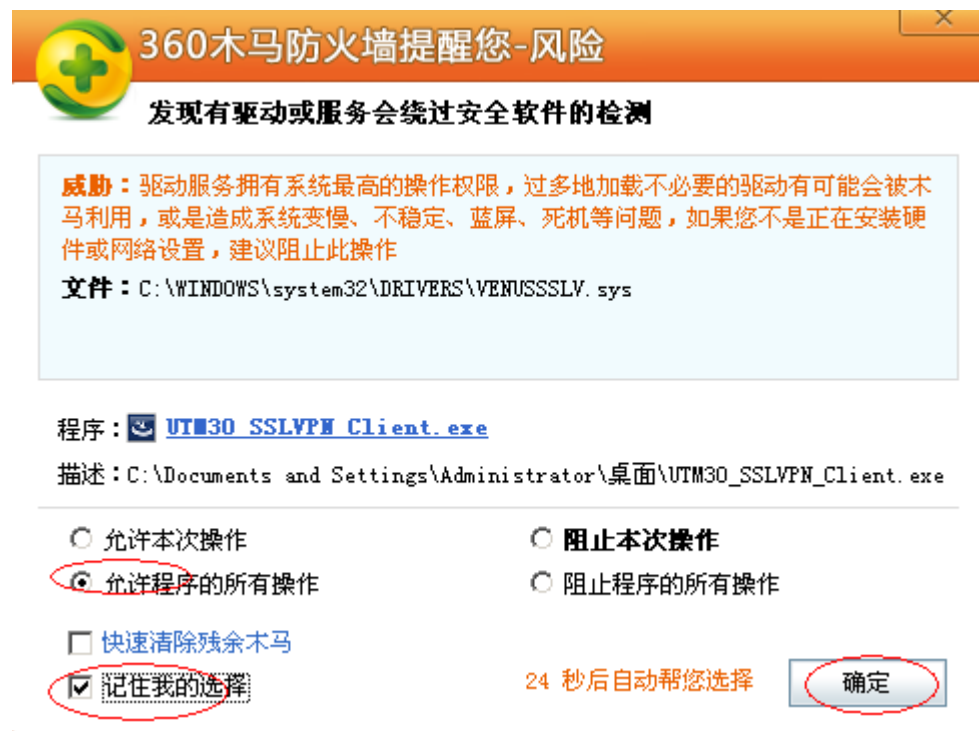 360木马防火墙提醒您-风险
发现有驱动或服务会绕过安全软件的检测
威胁：驱动服务拥有系统最高的操作权限，过多地加载不必要的驱动有可能会被木
马利用，或是造成系统变慢、不稳定、蓝屏、死机等问题，如果您不是正在安装硬
件或网络设置，建议阻止此操作
文件：C:\WINDOWS\system32\DRIVERS\VENUSSSLV.sys
程序：UTM30_SSLVPN_Client.exe
描述：C:\Documents and Settings\Administrator\桌面\UTM30_SSLVPN_Client.exe
允许本次操作 阻止本次操作
允许程序的所有操作 阻止程序的所有操作
快速清除残余木马
记住我的选择 24 秒后自动帮您选择 确定